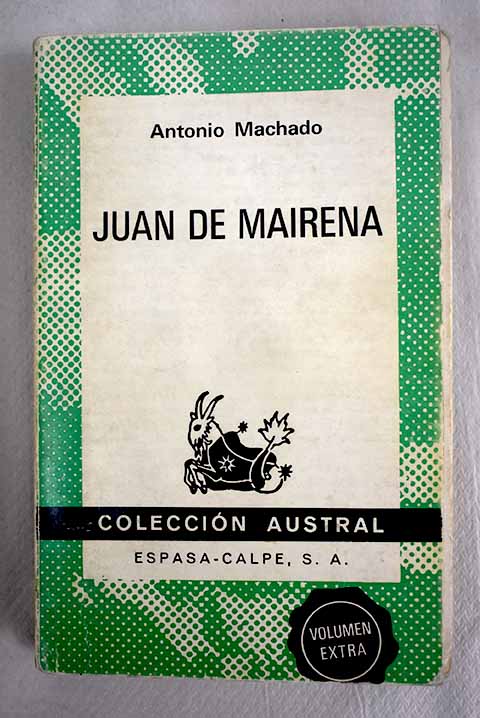 Antonio Machado
JUAN DE MAIRENA
COLECCIÓN AUSTRAL
ESPASA-CALPE, S. A.
VOLUMEN
EXTRA